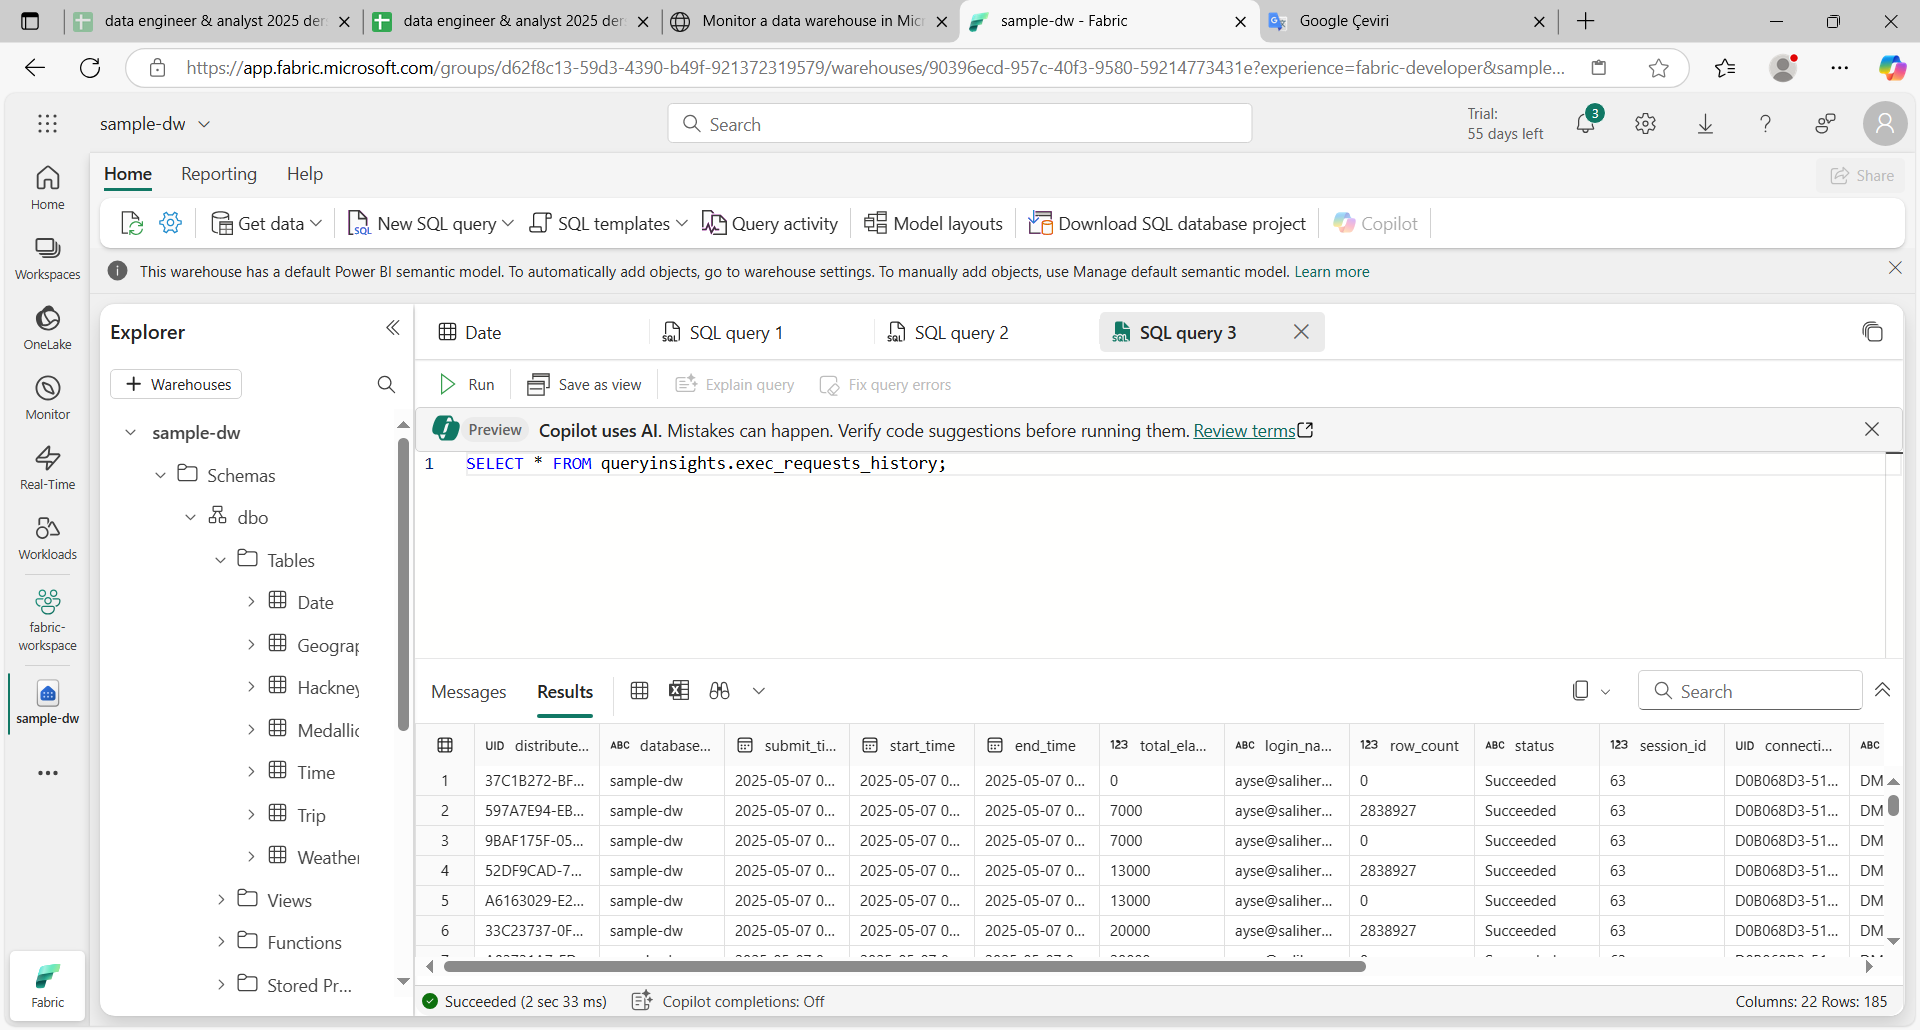 data engineer & analyst 2025 der
data engineer & analyst 2025 der
Monitor a data warehouse in Micr
sample-dw - Fabric
Google Çeviri
https://app.fabric.microsoft.com/groups/d62f8c13-59d3-4390-b49f-921372319579/warehouses/90396ecd-957c-40f3-9580-59214773431e?experience=fabric-developer&sample...
sample-dw
Search
Trial:
55 days left
3
Home Reporting Help
Share
Get data New SQL query SQL templates Query activity Model layouts Download SQL database project Copilot
This warehouse has a default Power BI semantic model. To automatically add objects, go to warehouse settings. To manually add objects, use Manage default semantic model. Learn more
Home
Workspaces
OneLake
Monitor
Real-Time
Workloads
fabric-
workspace
sample-dw
Fabric
Explorer
Warehouses
sample-dw
Schemas
dbo
Tables
Date
Geograp
Hackney
Medallic
Time
Trip
Weather
Views
Functions
Stored Pr...
Date SQL query 1 SQL query 2 SQL query 3
Run Save as view Explain query Fix query errors
Preview Copilot uses AI. Mistakes can happen. Verify code suggestions before running them. Review terms
1 SELECT * FROM queryinsights.exec_requests_history;
Messages Results
Search
UID distribute... ABC database... submit_ti... start_time end_time 123 total_ela... ABC login_na... 123 row_count ABC status 123 session_id UID connecti... ABC
1 37C1B272-BF... sample-dw 2025-05-07 0... 2025-05-07 0... 2025-05-07 0... 0 ayse@saliher... 0 Succeeded 63 D0B068D3-51... DM
2 597A7E94-EB... sample-dw 2025-05-07 0... 2025-05-07 0... 2025-05-07 0... 7000 ayse@saliher... 2838927 Succeeded 63 D0B068D3-51... DM
3 9BAF175F-05... sample-dw 2025-05-07 0... 2025-05-07 0... 2025-05-07 0... 7000 ayse@saliher... 0 Succeeded 63 D0B068D3-51... DM
4 52DF9CAD-7... sample-dw 2025-05-07 0... 2025-05-07 0... 2025-05-07 0... 13000 ayse@saliher... 2838927 Succeeded 63 D0B068D3-51... DM
5 A6163029-E2... sample-dw 2025-05-07 0... 2025-05-07 0... 2025-05-07 0... 13000 ayse@saliher... 0 Succeeded 63 D0B068D3-51... DM
6 33C23737-0F... sample-dw 2025-05-07 0... 2025-05-07 0... 2025-05-07 0... 20000 ayse@saliher... 2838927 Succeeded 63 D0B068D3-51... DM
Succeeded (2 sec 33 ms) Copilot completions: Off
Columns: 22 Rows: 185